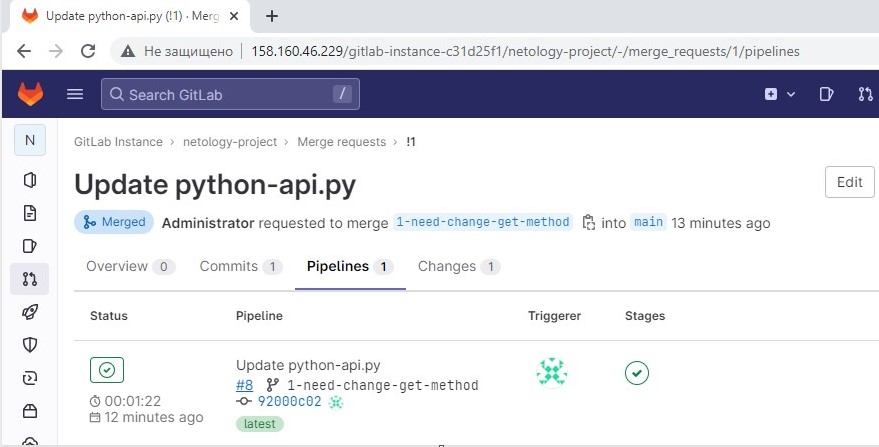 Update python-api.py (!1) · Merg
Не защищено | 158.160.46.229/gitlab-instance-c31d25f1/netology-project/-/merge_requests/1/pipelines
Search GitLab /
N
GitLab Instance › netology-project › Merge requests › !1
Update python-api.py
Edit
Merged Administrator requested to merge 1-need-change-get-method into main 13 minutes ago
Overview 0 Commits 1 Pipelines 1 Changes 1
Status Pipeline Triggerer Stages
Update python-api.py
#8 1-need-change-get-method
00:01:22 92000c02
12 minutes ago
latest